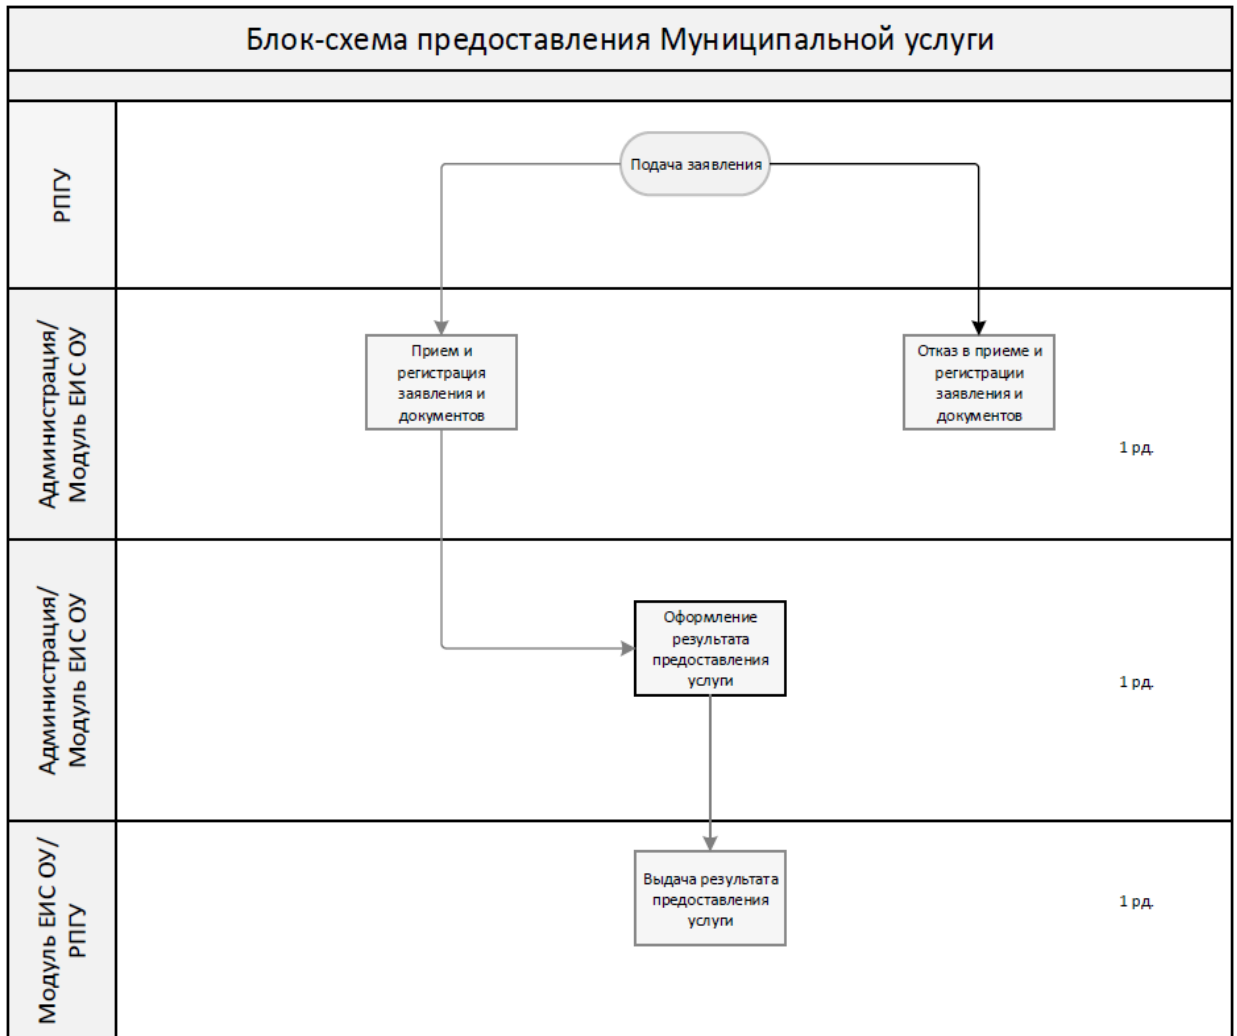 Блок-схема предоставления Муниципальной услуги
РПГУ
Подача заявления
Администрация/
Модуль ЕИС ОУ
Прием и
регистрация
заявления и
документов
Отказ в приеме и
регистрации
заявления и
документов
1 рд.
Администрация/
Модуль ЕИС ОУ
Оформление
результата
предоставления
услуги
1 рд.
Модуль ЕИС ОУ/
РПГУ
Выдача результата
предоставления
услуги
1 рд.